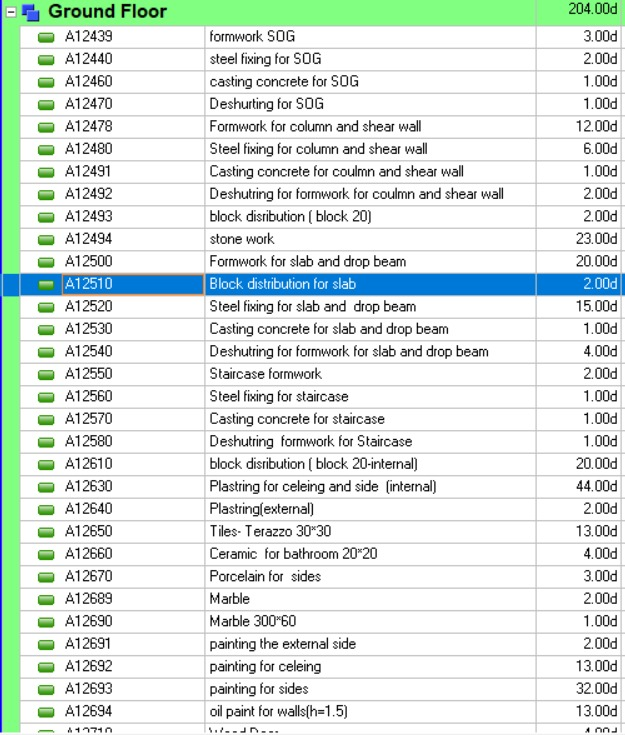 Ground Floor 204.00d
A12439 formwork SOG 3.00d
A12440 steel fixing for SOG 2.00d
A12460 casting concrete for SOG 1.00d
A12470 Deshurting for SOG 1.00d
A12478 Formwork for column and shear wall 12.00d
A12480 Steel fixing for column and shear wall 6.00d
A12491 Casting concrete for coulmn and shear wall 1.00d
A12492 Deshutring for formwork for coulmn and shear wall 2.00d
A12493 block disribution ( block 20) 2.00d
A12494 stone work 23.00d
A12500 Formwork for slab and drop beam 20.00d
A12510 Block distribution for slab 2.00d
A12520 Steel fixing for slab and drop beam 15.00d
A12530 Casting concrete for slab and drop beam 1.00d
A12540 Deshutring for formwork for slab and drop beam 4.00d
A12550 Staircase formwork 2.00d
A12560 Steel fixing for staircase 1.00d
A12570 Casting concrete for staircase 1.00d
A12580 Deshutring formwork for Staircase 1.00d
A12610 block disribution ( block 20-internal) 20.00d
A12630 Plastring for celeing and side (internal) 44.00d
A12640 Plastring(external) 2.00d
A12650 Tiles- Terazzo 30*30 13.00d
A12660 Ceramic for bathroom 20*20 4.00d
A12670 Porcelain for sides 3.00d
A12689 Marble 2.00d
A12690 Marble 300*60 1.00d
A12691 painting the external side 2.00d
A12692 painting for celeing 13.00d
A12693 painting for sides 32.00d
A12694 oil paint for walls(h=1.5) 13.00d